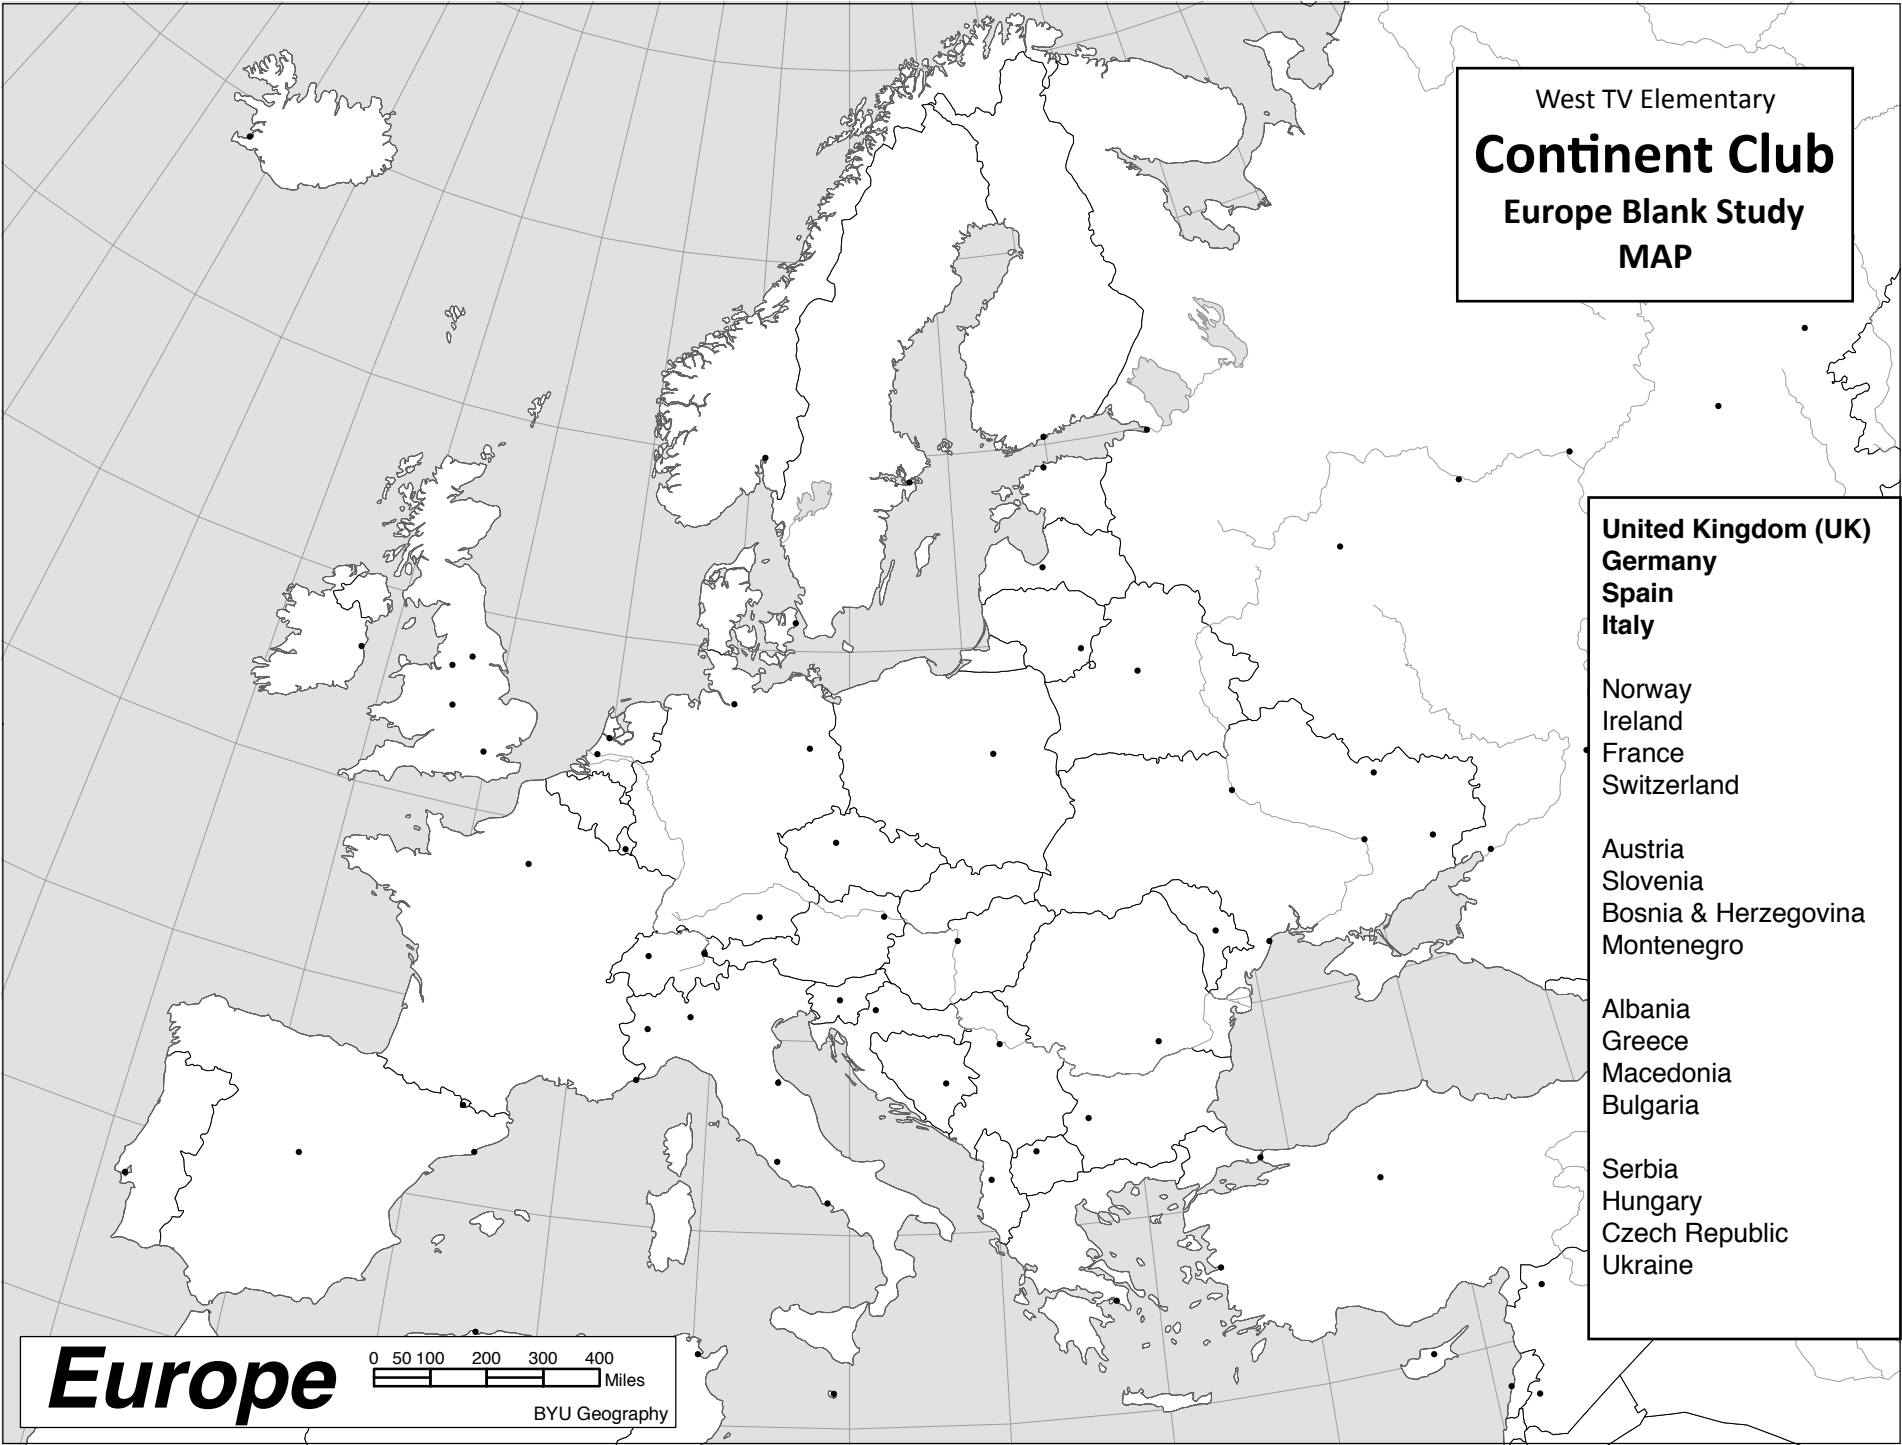 West TV Elementary
Continent Club
Europe Blank Study
MAP
United Kingdom (UK)
Germany
Spain
Italy
Norway
Ireland
France
Switzerland
Austria
Slovenia
Bosnia & Herzegovina
Montenegro
Albania
Greece
Macedonia
Bulgaria
Serbia
Hungary
Czech Republic
Ukraine
Europe
0 50 100 200 300 400
Miles
BYU Geography